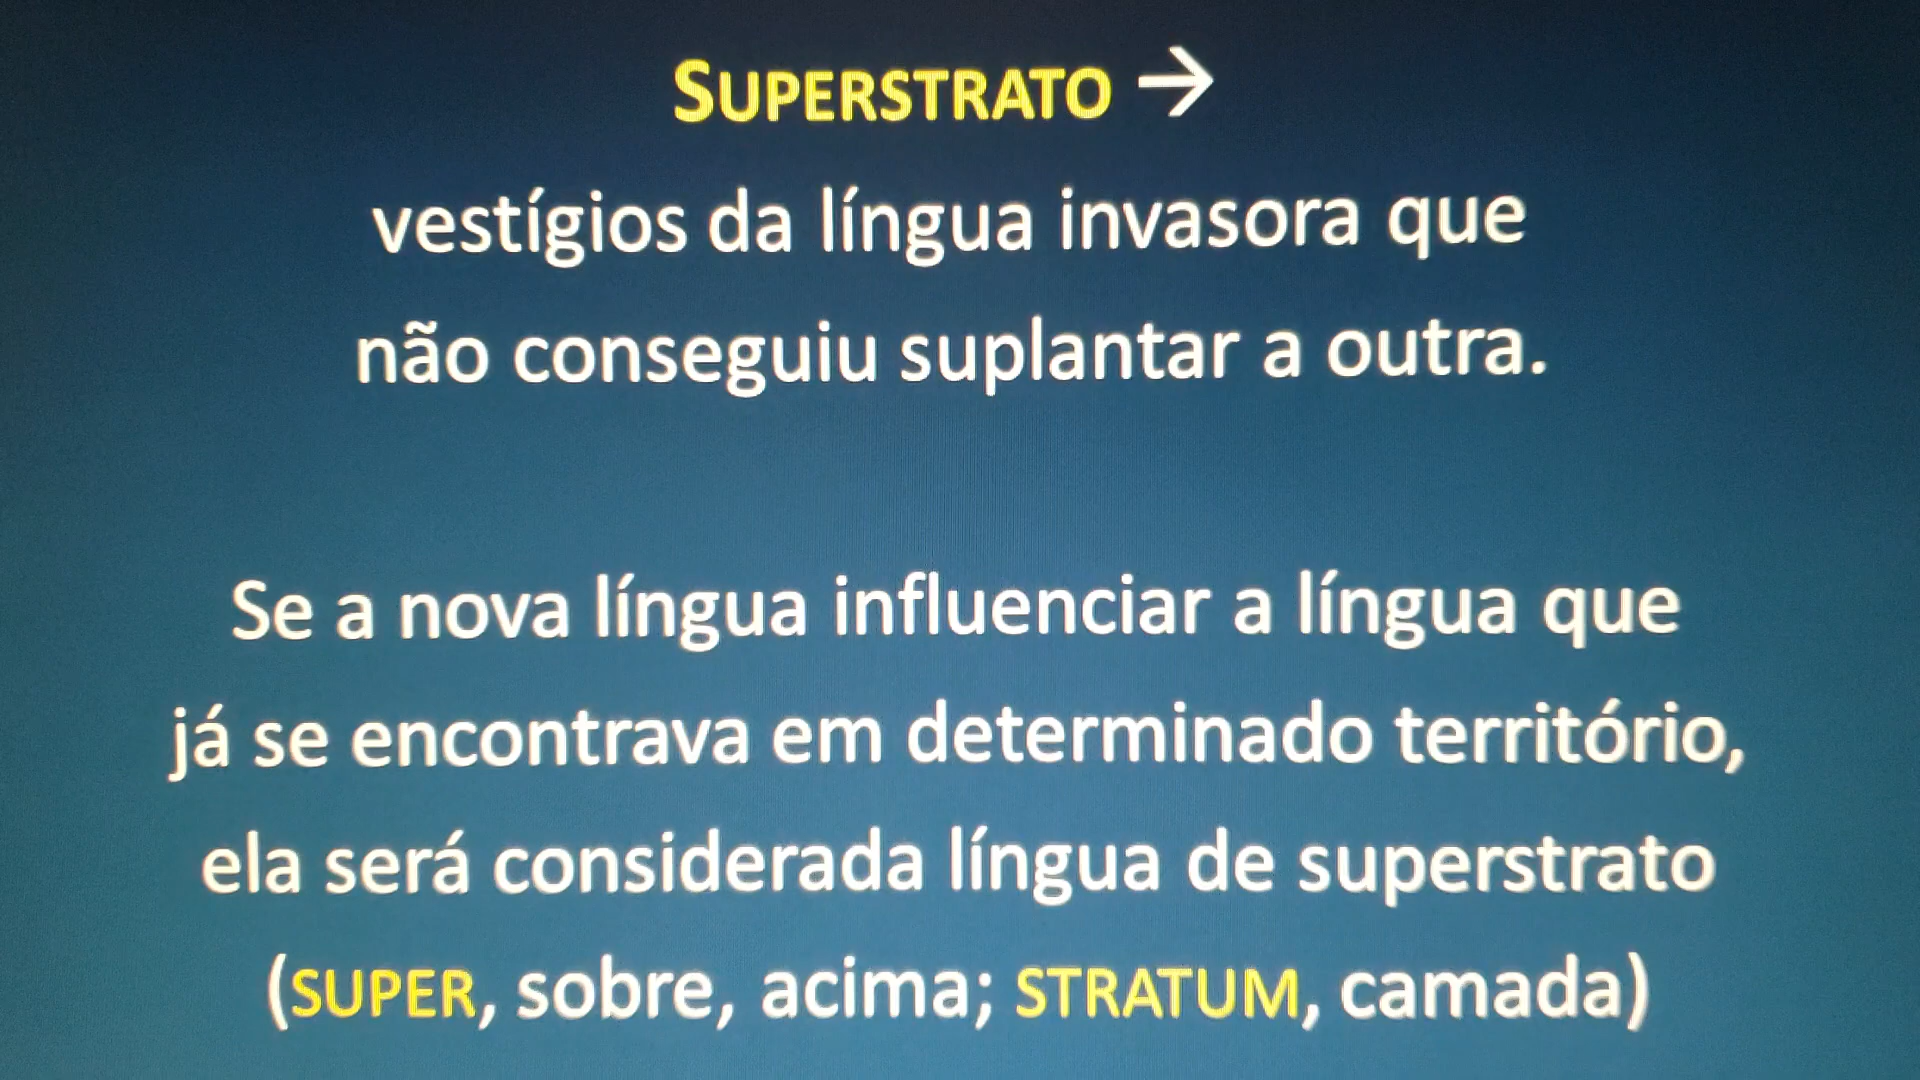 SUPERSTRATO →
vestígios da língua invasora que
não conseguiu suplantar a outra.
Se a nova língua influenciar a língua que
já se encontrava em determinado território,
ela será considerada língua de superstrato
(SUPER, sobre, acima; STRATUM, camada)